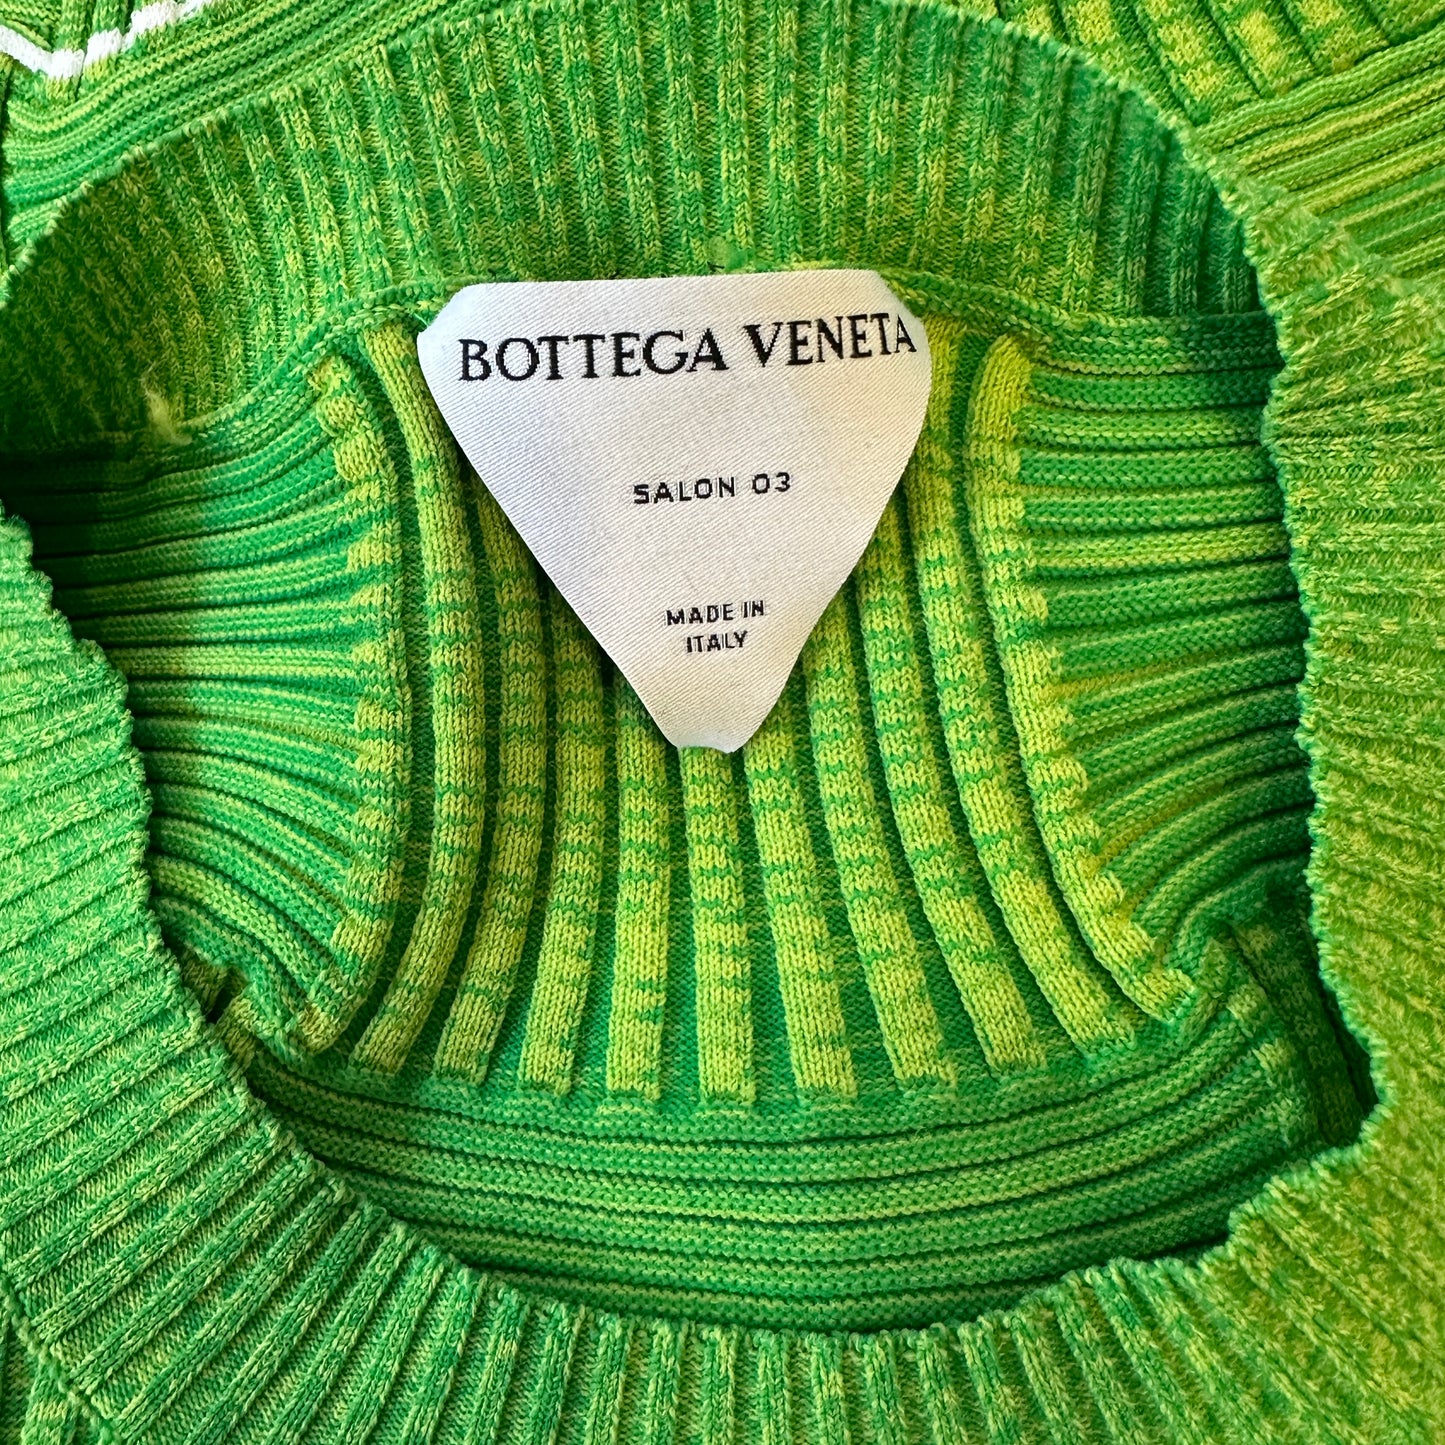 BOTTEGA VENETA
SALON 03
MADE IN
ITALY